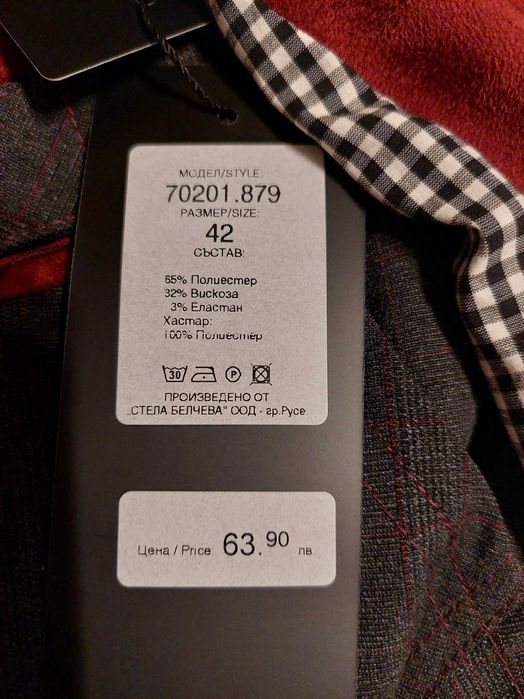 МОДЕЛ/STYLE:
70201.879
РАЗМЕР/SIZE:
42
СЪСТАВ:
65% Полиестер
32% Вискоза
3% Еластан
Хастар:
100% Полиестер
30 P
ПРОИЗВЕДЕНО ОТ
„СТЕЛА БЕЛЧЕВА" ООД - гр.Русе
Цена / Price: 63.90 лв.